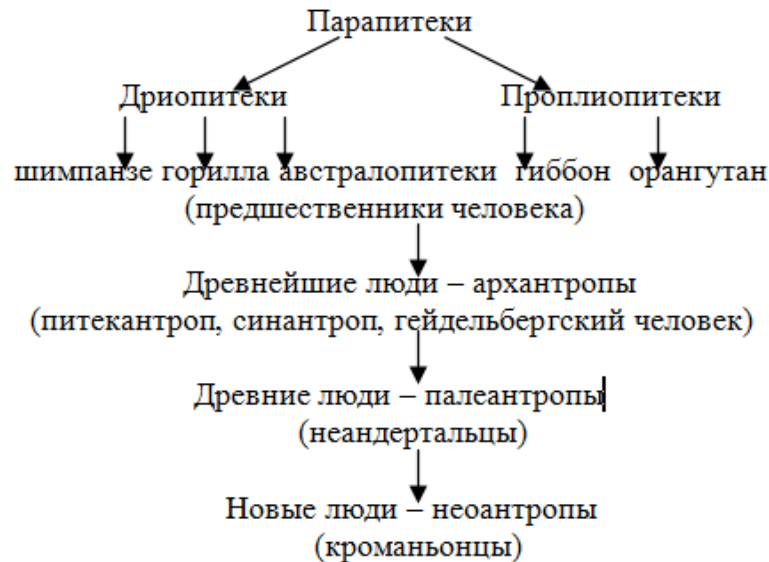 Парапитеки
Дриопитеки Проплиопитеки
шимпанзе горилла австралопитеки гиббон орангутан
(предшественники человека)
Древнейшие люди – архантропы
(питекантроп, синантроп, гейдельбергский человек)
Древние люди – палеантропы
(неандертальцы)
Новые люди – неоантропы
(кроманьонцы)